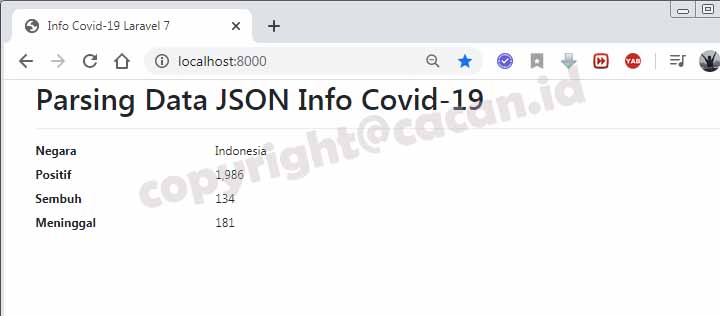 Info Covid-19 Laravel 7
localhost:8000
YAB
Parsing Data JSON Info Covid-19
Negara Indonesia
Positif 1,986
Sembuh 134
Meninggal 181
copyright@cacan.id